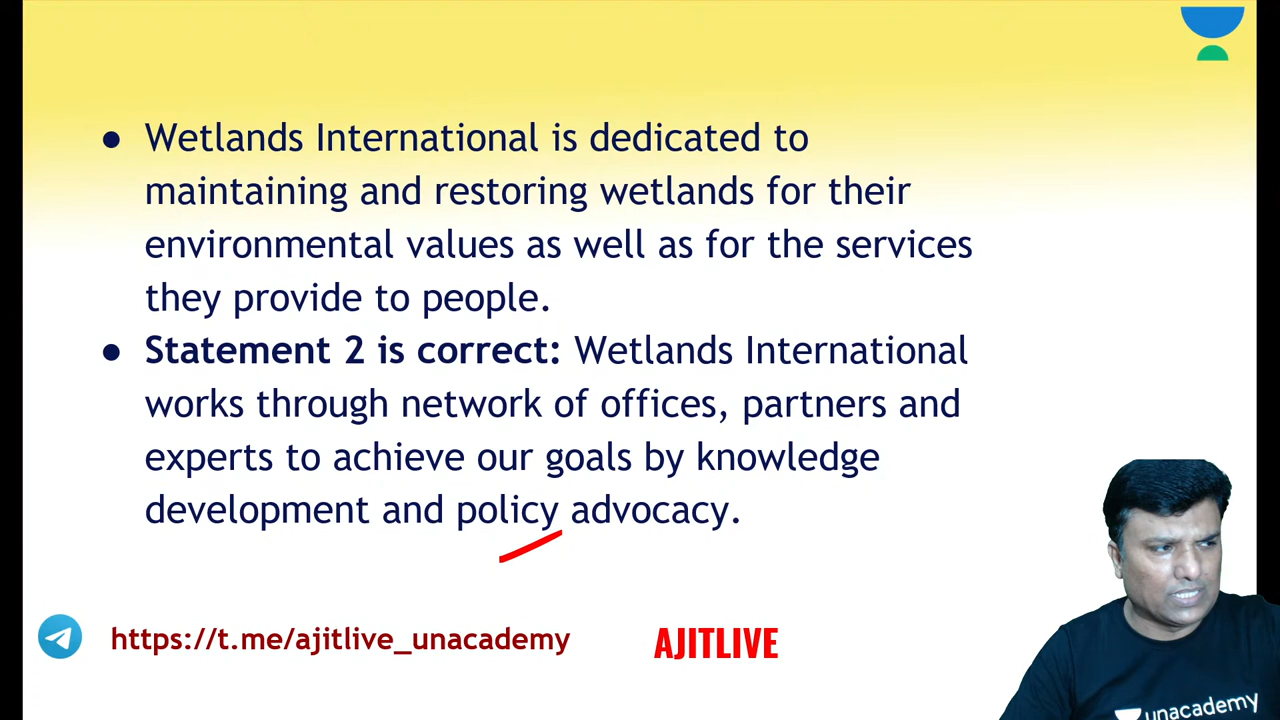 ● Wetlands International is dedicated to
maintaining and restoring wetlands for their
environmental values as well as for the services
they provide to people.
● Statement 2 is correct: Wetlands International
works through network of offices, partners and
experts to achieve our goals by knowledge
development and policy advocacy.
https://t.me/ajitlive_unacademy
AJITLIVE
unacademy